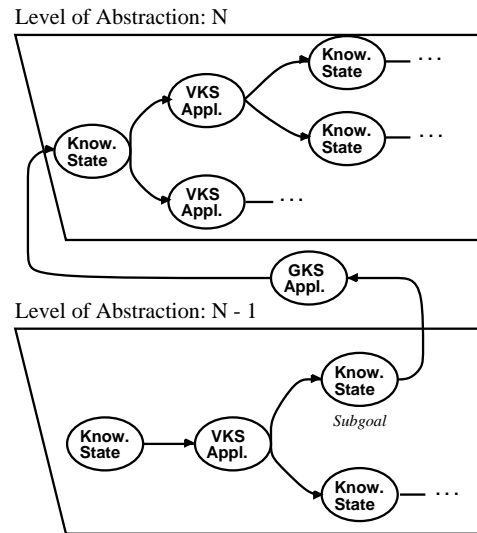 Level of Abstraction: N
Know.
State
. . .
VKS
Appl.
Know.
State
. . .
Know.
State
VKS
Appl.
. . .
GKS
Appl.
Level of Abstraction: N - 1
Know.
State
Subgoal
Know.
State
VKS
Appl.
Know.
State
. . .